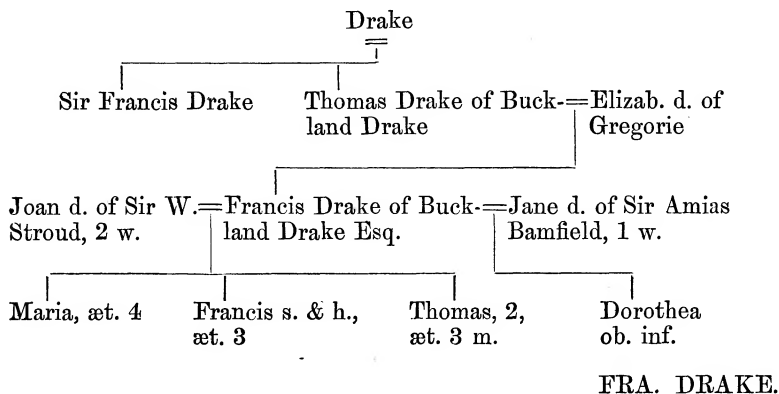 Drake
Sir Francis Drake Thomas Drake of Buck-=Elizab. d. of
land Drake Gregorie
Joan d. of Sir W.=Francis Drake of Buck-=Jane d. of Sir Amias
Stroud, 2 w. land Drake Esq. Bamfield, 1 w.
Maria, æt. 4 Francis s. & h., Thomas, 2, Dorothea
æt. 3 æt. 3 m. ob. inf.
FRA. DRAKE.